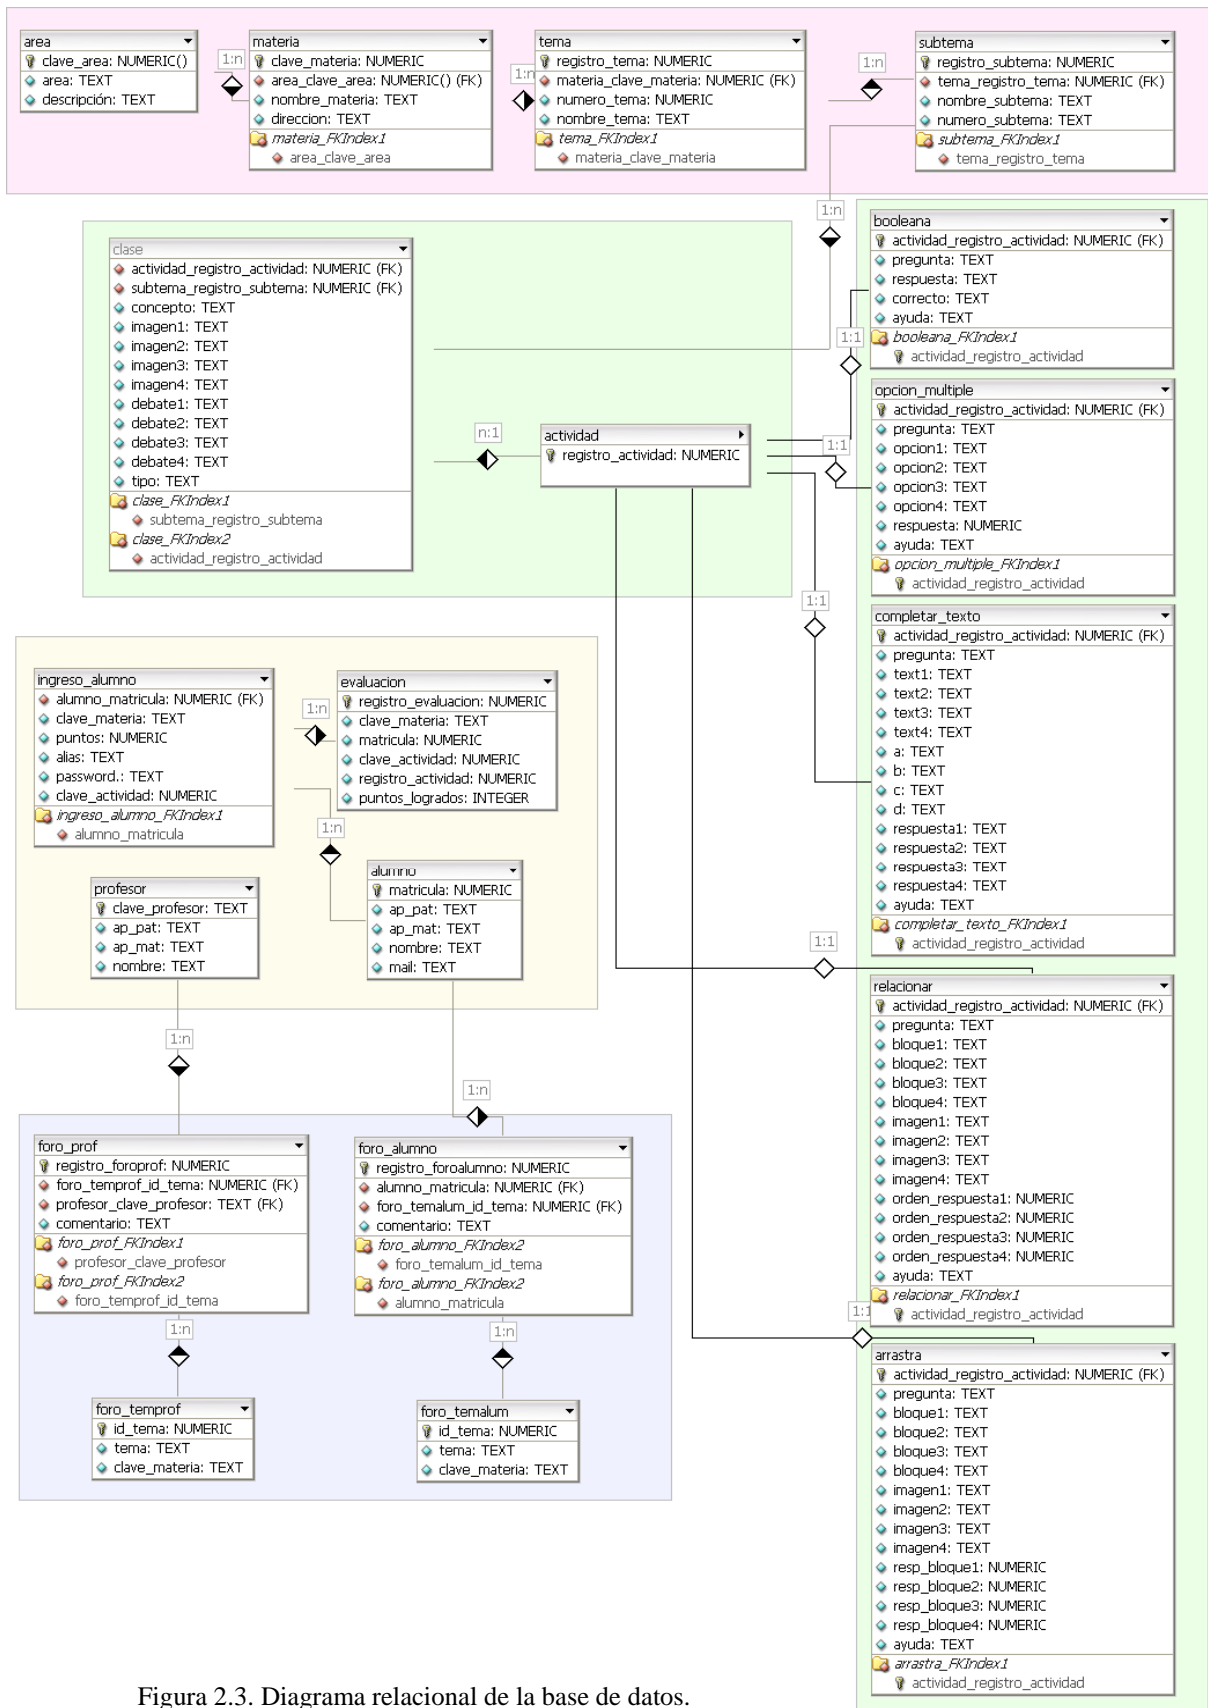 area
clave_area: NUMERIC()
area: TEXT
descripción: TEXT
1:n
materia
clave_materia: NUMERIC
area_clave_area: NUMERIC() (FK)
nombre_materia: TEXT
direccion: TEXT
materia_FKIndex1
area_clave_area
1:n
tema
registro_tema: NUMERIC
materia_clave_materia: NUMERIC (FK)
numero_tema: NUMERIC
nombre_tema: TEXT
tema_FKIndex1
materia_clave_materia
1:n
subtema
registro_subtema: NUMERIC
tema_registro_tema: NUMERIC (FK)
nombre_subtema: TEXT
numero_subtema: TEXT
subtema_FKIndex1
tema_registro_tema
1:n
clase
actividad_registro_actividad: NUMERIC (FK)
subtema_registro_subtema: NUMERIC (FK)
concepto: TEXT
imagen1: TEXT
imagen2: TEXT
imagen3: TEXT
imagen4: TEXT
debate1: TEXT
debate2: TEXT
debate3: TEXT
debate4: TEXT
tipo: TEXT
clase_FKIndex1
subtema_registro_subtema
clase_FKIndex2
actividad_registro_actividad
n:1
actividad
registro_actividad: NUMERIC
1:1
booleana
actividad_registro_actividad: NUMERIC (FK)
pregunta: TEXT
respuesta: TEXT
correcto: TEXT
ayuda: TEXT
booleana_FKIndex1
actividad_registro_actividad
1:1
opcion_multiple
actividad_registro_actividad: NUMERIC (FK)
pregunta: TEXT
opcion1: TEXT
opcion2: TEXT
opcion3: TEXT
opcion4: TEXT
respuesta: NUMERIC
ayuda: TEXT
opcion_multiple_FKIndex1
actividad_registro_actividad
1:1
completar_texto
actividad_registro_actividad: NUMERIC (FK)
pregunta: TEXT
text1: TEXT
text2: TEXT
text3: TEXT
text4: TEXT
a: TEXT
b: TEXT
c: TEXT
d: TEXT
respuesta1: TEXT
respuesta2: TEXT
respuesta3: TEXT
respuesta4: TEXT
ayuda: TEXT
completar_texto_FKIndex1
actividad_registro_actividad
ingreso_alumno
alumno_matricula: NUMERIC (FK)
clave_materia: TEXT
puntos: NUMERIC
alias: TEXT
password.: TEXT
clave_actividad: NUMERIC
ingreso_alumno_FKIndex1
alumno_matricula
1:n
evaluacion
registro_evaluacion: NUMERIC
clave_materia: TEXT
matricula: NUMERIC
clave_actividad: NUMERIC
registro_actividad: NUMERIC
puntos_logrados: INTEGER
1:n
profesor
clave_profesor: TEXT
ap_pat: TEXT
ap_mat: TEXT
nombre: TEXT
alumno
matricula: NUMERIC
ap_pat: TEXT
ap_mat: TEXT
nombre: TEXT
mail: TEXT
1:1
relacionar
actividad_registro_actividad: NUMERIC (FK)
pregunta: TEXT
bloque1: TEXT
bloque2: TEXT
bloque3: TEXT
bloque4: TEXT
imagen1: TEXT
imagen2: TEXT
imagen3: TEXT
imagen4: TEXT
orden_respuesta1: NUMERIC
orden_respuesta2: NUMERIC
orden_respuesta3: NUMERIC
orden_respuesta4: NUMERIC
ayuda: TEXT
relacionar_FKIndex1
actividad_registro_actividad
1:n
1:n
foro_prof
registro_foroprof: NUMERIC
foro_temprof_id_tema: NUMERIC (FK)
profesor_clave_profesor: TEXT (FK)
comentario: TEXT
foro_prof_FKIndex1
profesor_clave_profesor
foro_prof_FKIndex2
foro_temprof_id_tema
foro_alumno
registro_foroalumno: NUMERIC
alumno_matricula: NUMERIC (FK)
foro_temalum_id_tema: NUMERIC (FK)
comentario: TEXT
foro_alumno_FKIndex2
foro_temalum_id_tema
foro_alumno_FKIndex2
alumno_matricula
1:n
1:n
foro_temprof
id_tema: NUMERIC
tema: TEXT
clave_materia: TEXT
foro_temalum
id_tema: NUMERIC
tema: TEXT
clave_materia: TEXT
1:1
arrastra
actividad_registro_actividad: NUMERIC (FK)
pregunta: TEXT
bloque1: TEXT
bloque2: TEXT
bloque3: TEXT
bloque4: TEXT
imagen1: TEXT
imagen2: TEXT
imagen3: TEXT
imagen4: TEXT
resp_bloque1: NUMERIC
resp_bloque2: NUMERIC
resp_bloque3: NUMERIC
resp_bloque4: NUMERIC
ayuda: TEXT
arrastra_FKIndex1
actividad_registro_actividad
Figura 2.3. Diagrama relacional de la base de datos.